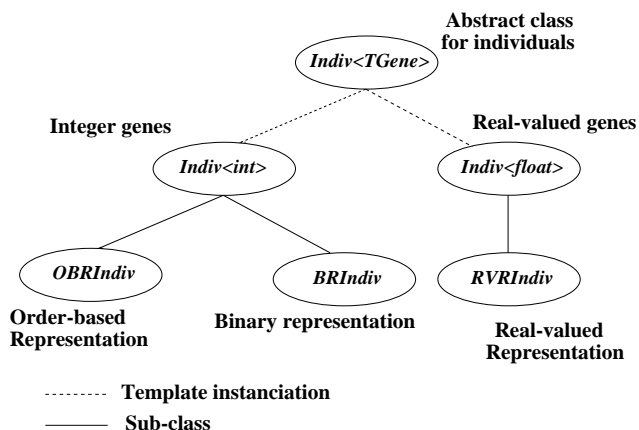 Abstract class
for individuals
Indiv<TGene>
Integer genes
Real-valued genes
Indiv<int>
Indiv<float>
OBRIndiv
BRIndiv
RVRIndiv
Order-based
Representation
Binary representation
Real-valued
Representation
Template instanciation
Sub-class